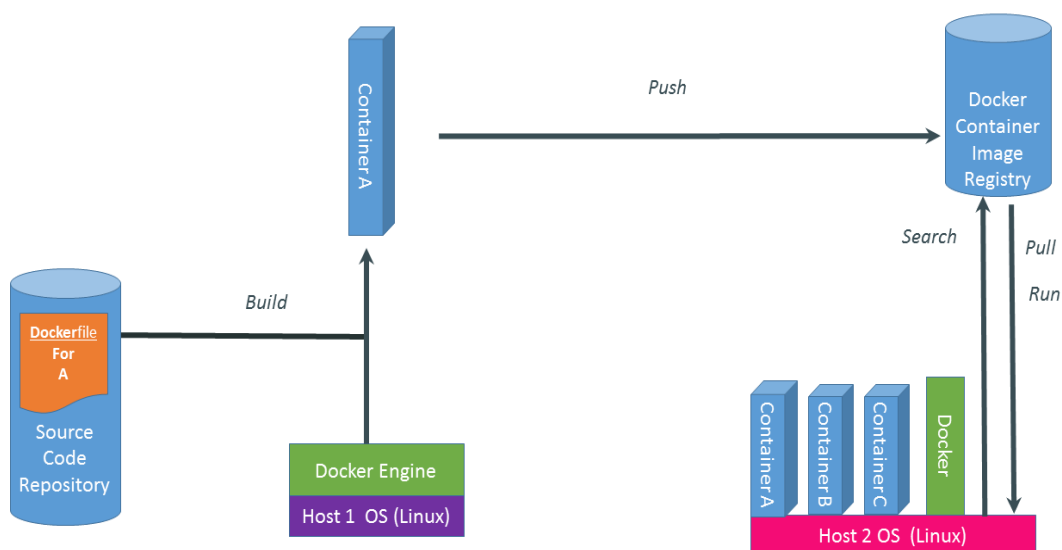 Container A
Push
Docker
Container
Image
Registry
Search
Pull
Run
Build
Dockerfile
For
A
Source
Code
Repository
Docker Engine
Host 1 OS (Linux)
Container A
Container B
Container C
Docker
Host 2 OS (Linux)